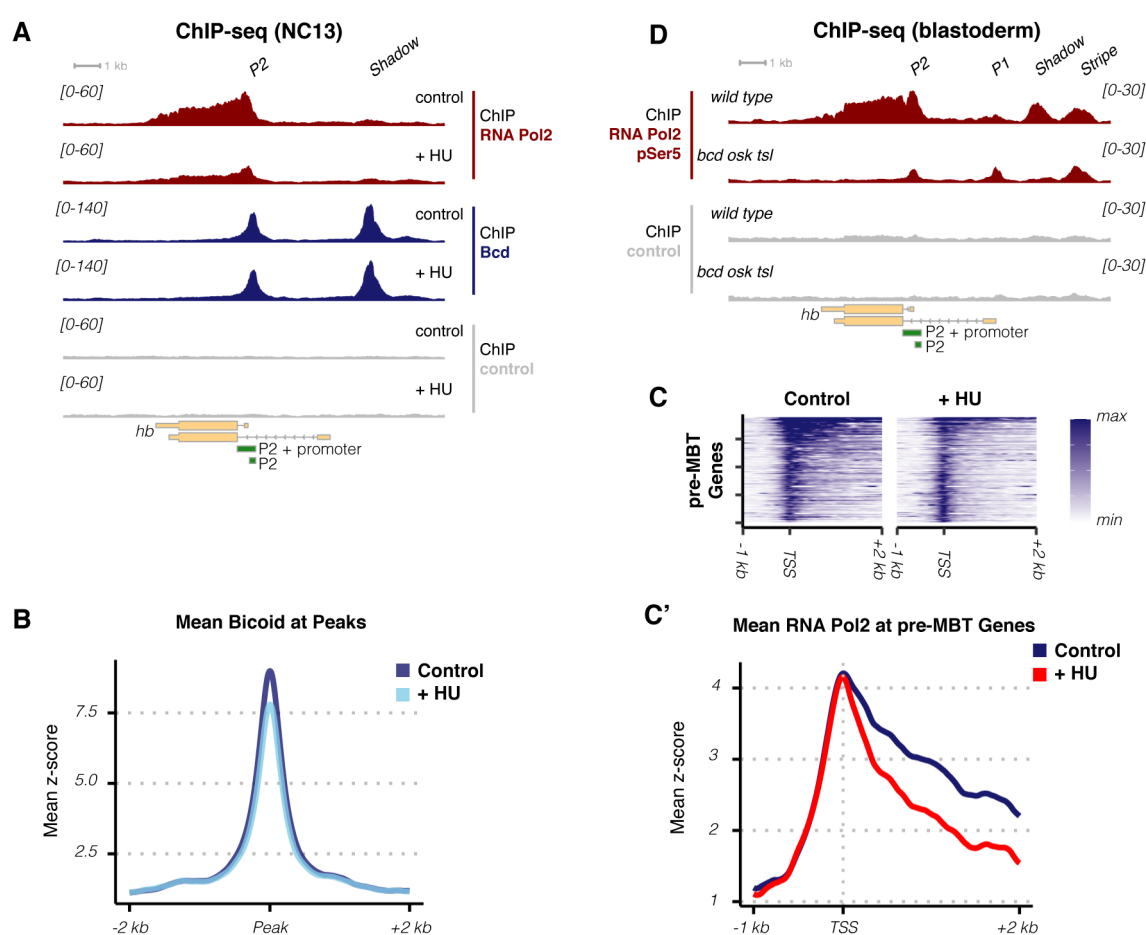 A
ChIP-seq (NC13)
1 kb
P2
Shadow
[0-60]
control
[0-60]
+ HU
ChIP
RNA Pol2
[0-140]
control
[0-140]
+ HU
ChIP
Bcd
[0-60]
control
[0-60]
+ HU
ChIP
control
hb
P2 + promoter
P2
D
ChIP-seq (blastoderm)
1 kb
P2
P1
Shadow
Stripe
wild type
[0-30]
bcd osk tsl
[0-30]
ChIP
RNA Pol2
pSer5
wild type
[0-30]
bcd osk tsl
[0-30]
ChIP
control
hb
P2 + promoter
P2
C
Control
+ HU
pre-MBT
Genes
-1 kb
TSS
+2 kb
-1 kb
TSS
+2 kb
max
min
B
Mean Bicoid at Peaks
Control
+ HU
Mean z-score
7.5
5.0
2.5
-2 kb
Peak
+2 kb
C'
Mean RNA Pol2 at pre-MBT Genes
Control
+ HU
Mean z-score
4
3
2
1
-1 kb
TSS
+2 kb